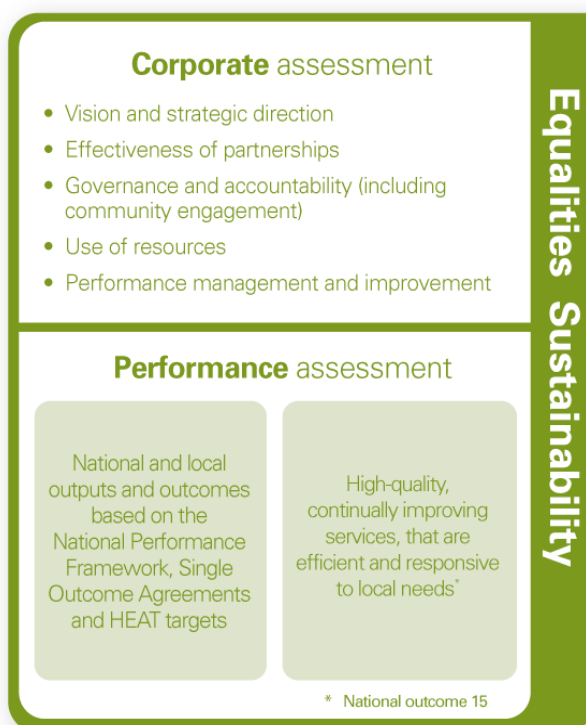 Corporate assessment
• Vision and strategic direction
• Effectiveness of partnerships
• Governance and accountability (including
community engagement)
• Use of resources
• Performance management and improvement
Performance assessment
National and local
outputs and outcomes
based on the
National Performance
Framework, Single
Outcome Agreements
and HEAT targets
High-quality,
continually improving
services, that are
efficient and responsive
to local needs*
* National outcome 15
Equalities Sustainability